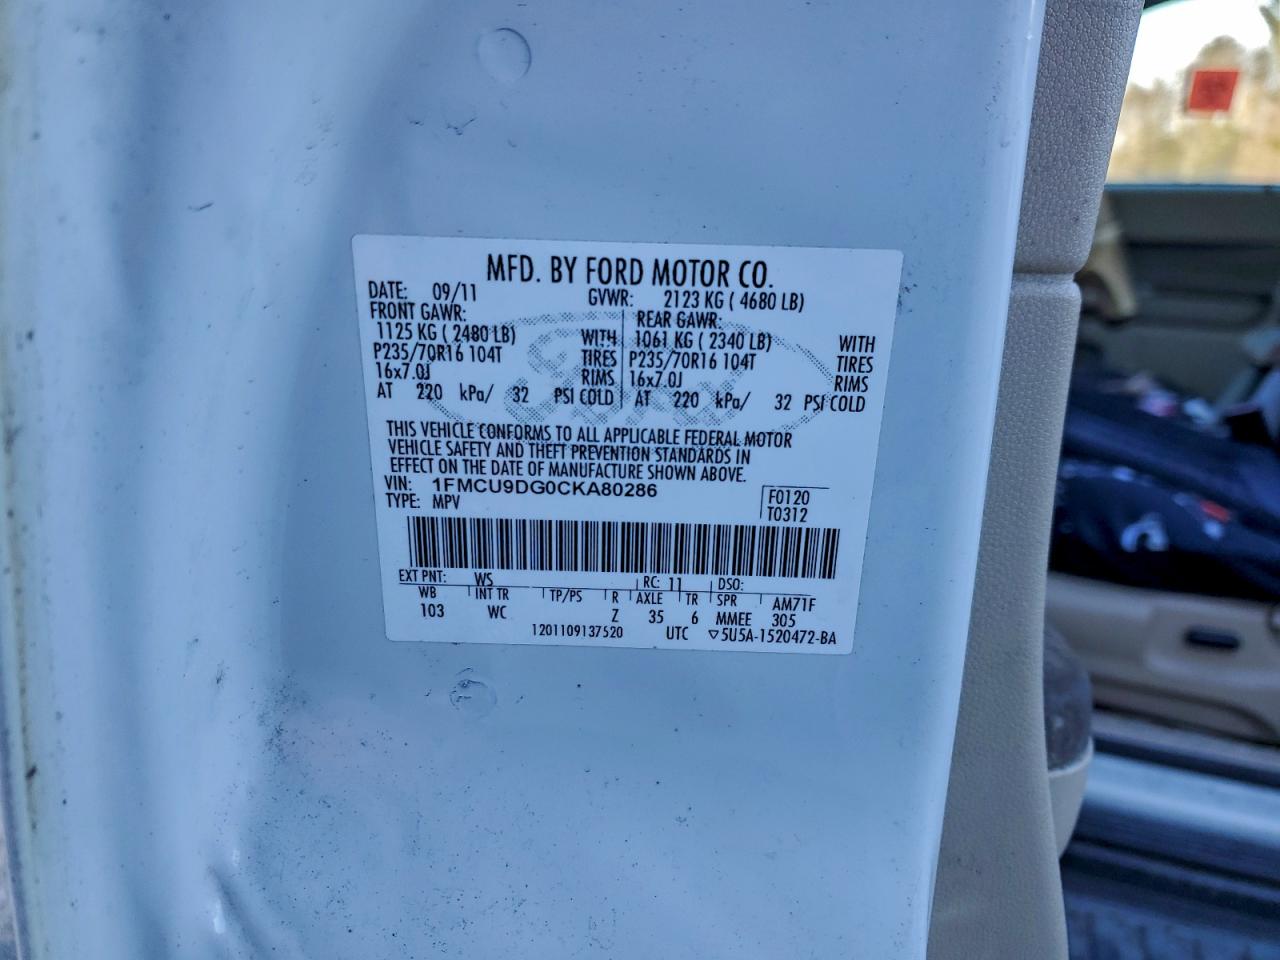 MFD. BY FORD MOTOR CO.
DATE: 09/11 GVWR: 2123 KG ( 4680 LB)
FRONT GAWR: REAR GAWR:
1125 KG ( 2480 LB) WITH 1061 KG ( 2340 LB) WITH
P235/70R16 104T TIRES P235/70R16 104T TIRES
16x7.0J RIMS 16x7.0J RIMS
AT 220 kPa/ 32 PSI COLD AT 220 kPa/ 32 PSI COLD
THIS VEHICLE CONFORMS TO ALL APPLICABLE FEDERAL MOTOR
VEHICLE SAFETY AND THEFT PREVENTION STANDARDS IN
EFFECT ON THE DATE OF MANUFACTURE SHOWN ABOVE.
VIN: 1FMCU9DG0CKA80286 F0120
TYPE: MPV T0312
EXT PNT: WS RC: 11 DSO:
WB INT TR TP/PS R AXLE TR SPR AM71F
103 WC Z 35 6 MMEE 305
1201109137520 UTC ▽5U5A-1520472-BA